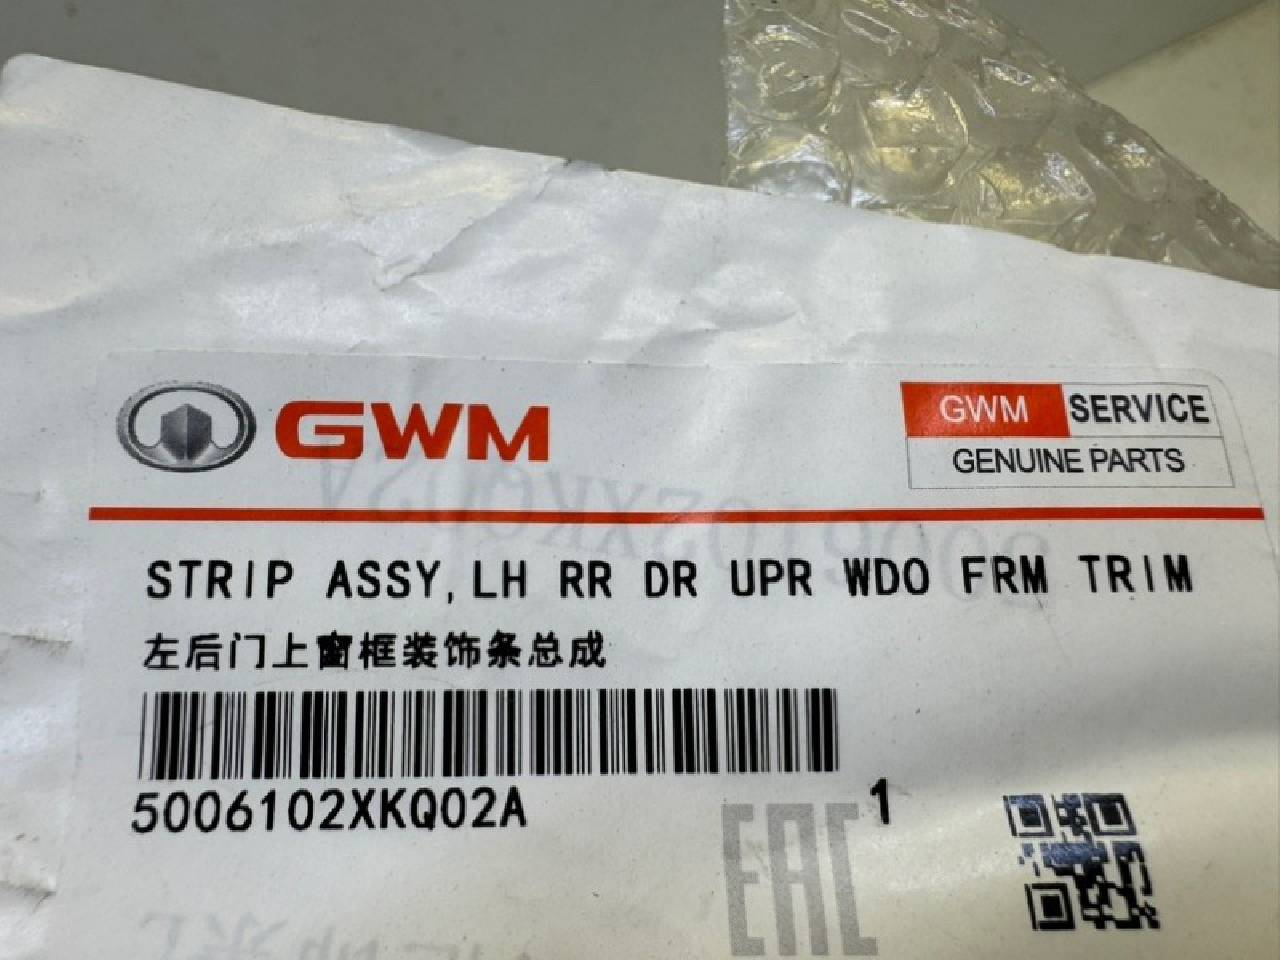 GWM
GWM SERVICE
GENUINE PARTS
STRIP ASSY, LH RR DR UPR WDO FRM TRIM
左后门上窗框装饰条总成
5006102XKQ02A
1
EAC